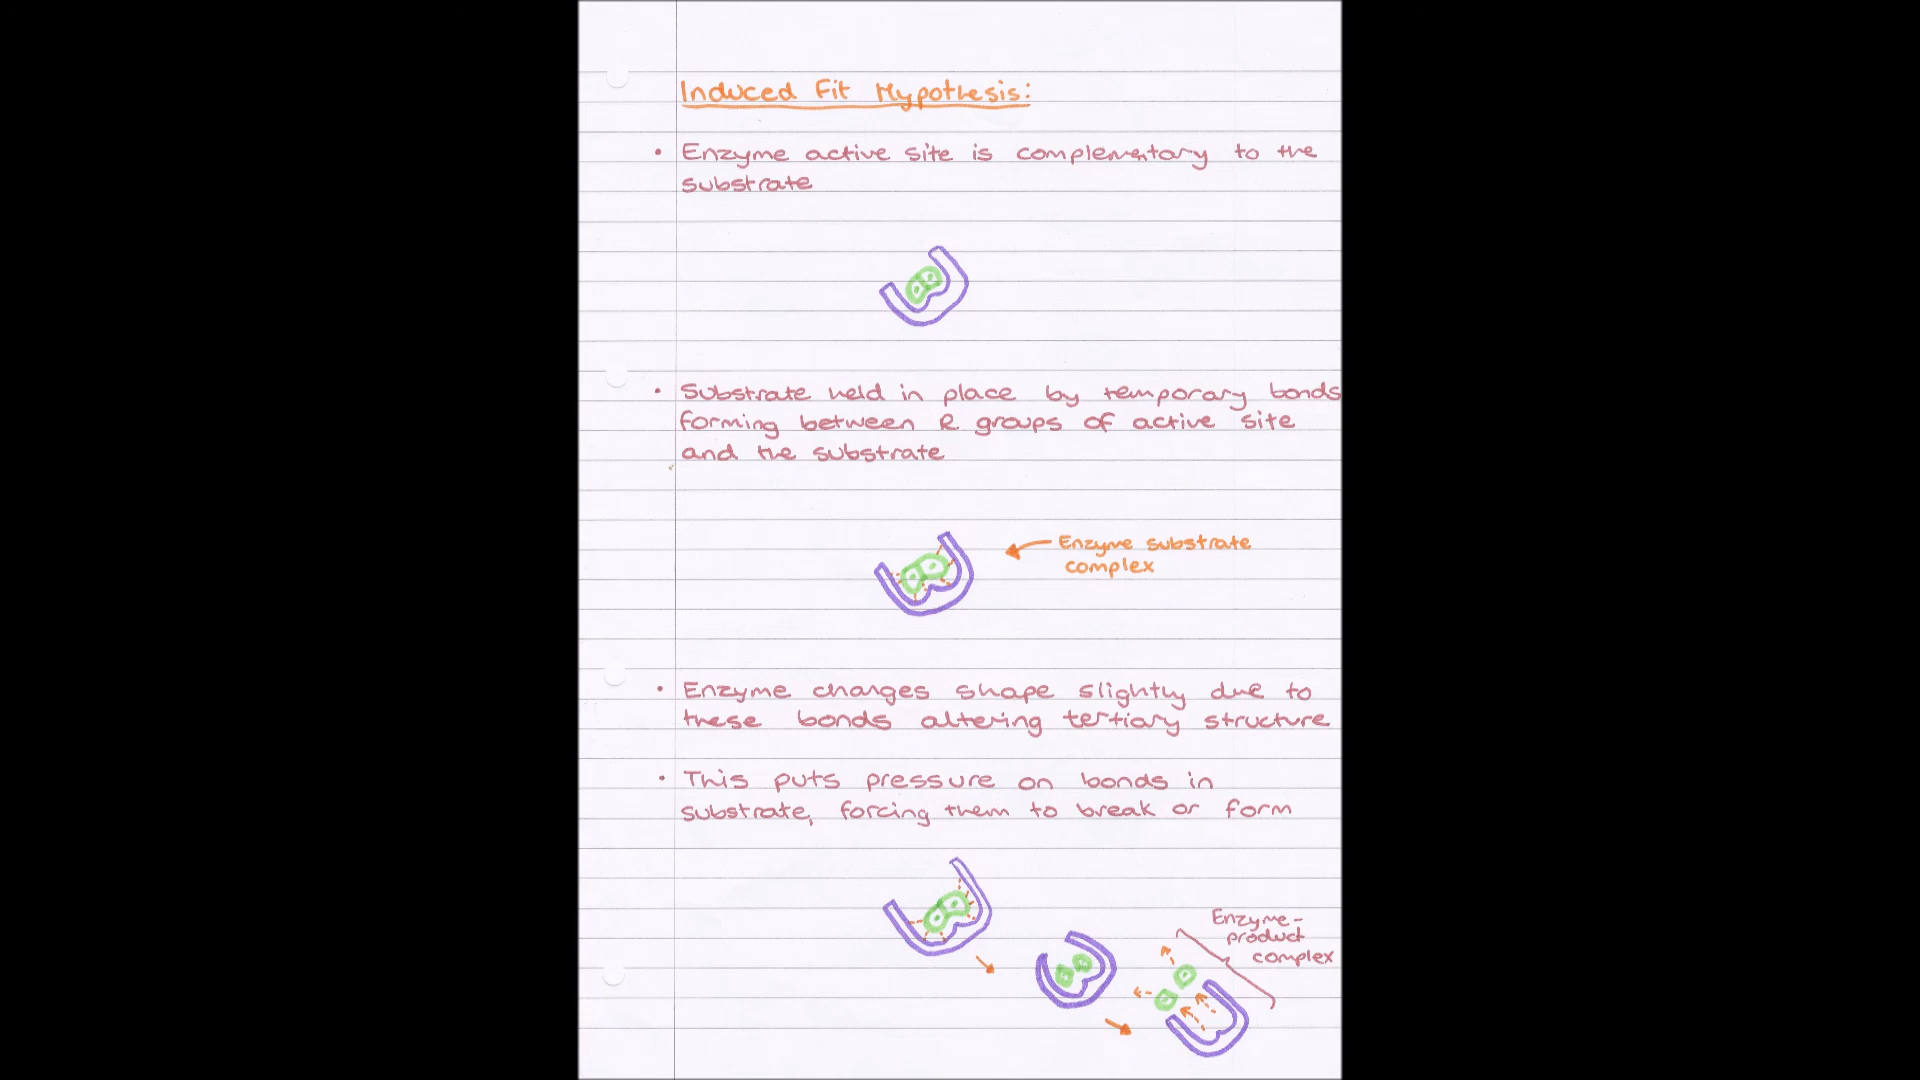 Induced Fit Hypothesis:
• Enzyme active site is complementary to the
substrate
• Substrate held in place by temporary bonds
forming between R groups of active site
and the substrate
Enzyme substrate
complex
• Enzyme changes shape slightly due to
these bonds altering tertiary structure
• This puts pressure on bonds in
substrate, forcing them to break or form
Enzyme-
product
complex